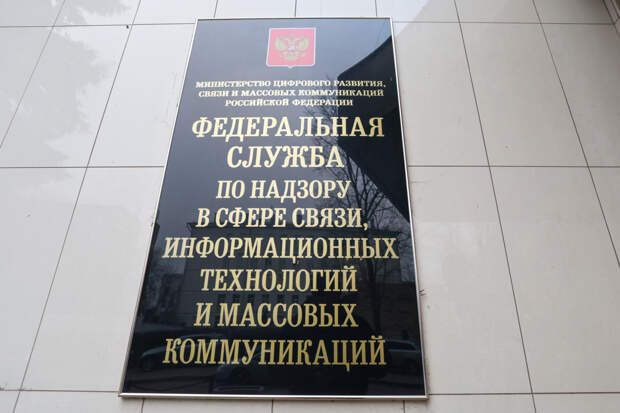 МИНИСТЕРСТВО ЦИФРОВОГО РАЗВИТИЯ,
СВЯЗИ И МАССОВЫХ КОММУНИКАЦИЙ
РОССИЙСКОЙ ФЕДЕРАЦИИ
ФЕДЕРАЛЬНАЯ
СЛУЖБА
ПО НАДЗОРУ
В СФЕРЕ СВЯЗИ,
ИНФОРМАЦИОННЫХ
ТЕХНОЛОГИЙ
И МАССОВЫХ
КОММУНИКАЦИЙ